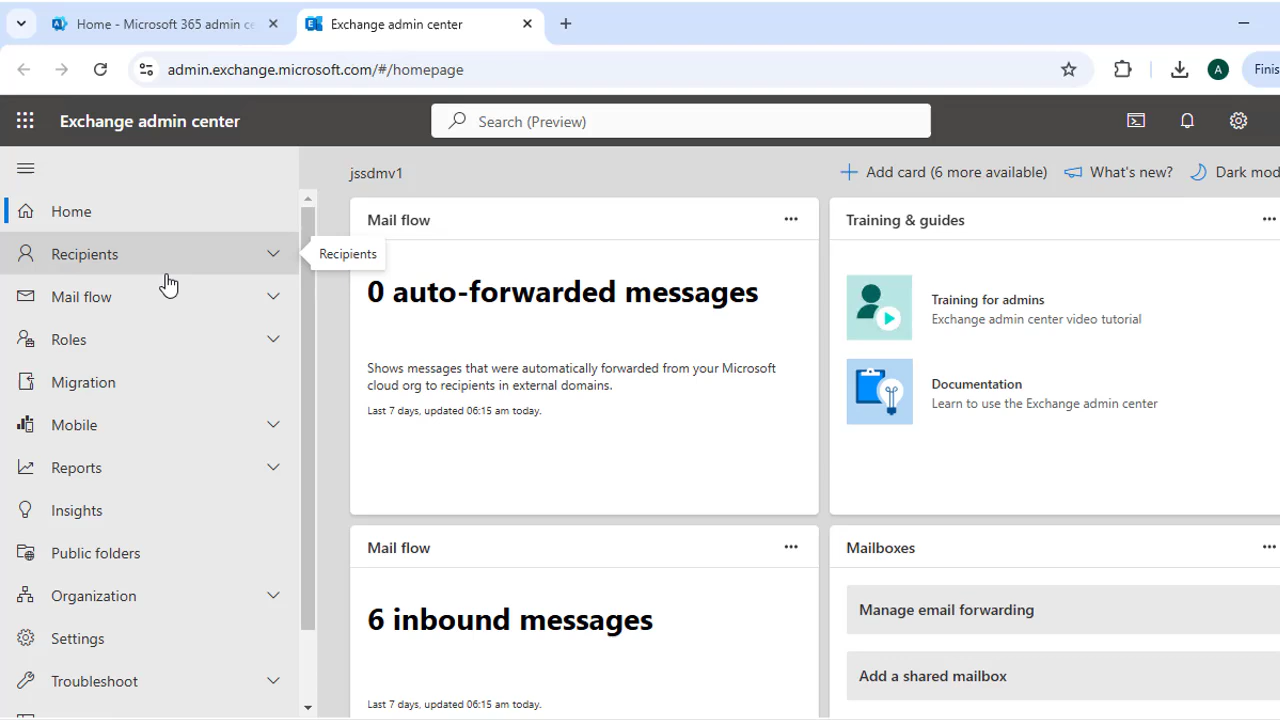 Home - Microsoft 365 admin ce
Exchange admin center
admin.exchange.microsoft.com/#/homepage
A
Finis
Exchange admin center
Search (Preview)
jssdmv1
Add card (6 more available)
What's new?
Dark mod
Home
Recipients
Recipients
Mail flow
Roles
Migration
Mobile
Reports
Insights
Public folders
Organization
Settings
Troubleshoot
Mail flow
0 auto-forwarded messages
Shows messages that were automatically forwarded from your Microsoft
cloud org to recipients in external domains.
Last 7 days, updated 06:15 am today.
Training & guides
Training for admins
Exchange admin center video tutorial
Documentation
Learn to use the Exchange admin center
Mail flow
6 inbound messages
Last 7 days, updated 06:15 am today.
Mailboxes
Manage email forwarding
Add a shared mailbox